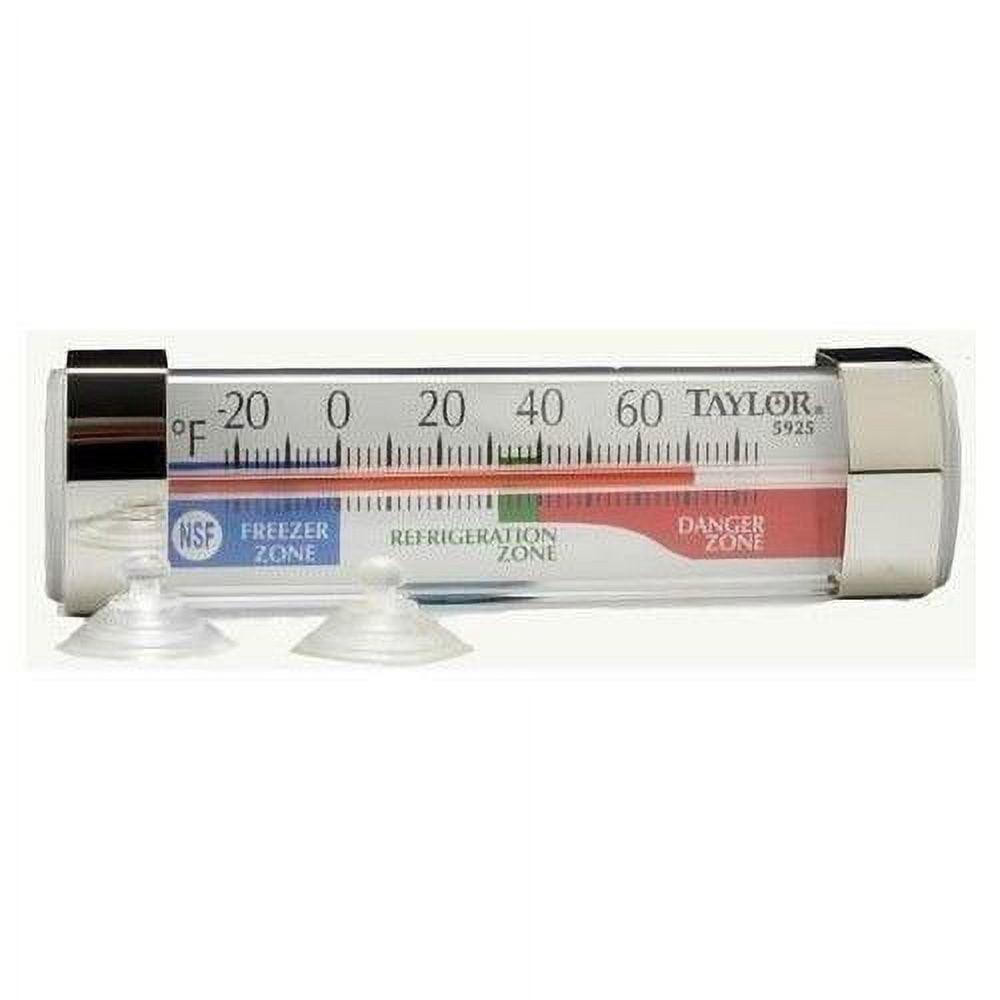 -20 0 20 40 60 TAYLOR®
°F 5925
NSF FREEZER ZONE
REFRIGERATION ZONE
DANGER ZONE